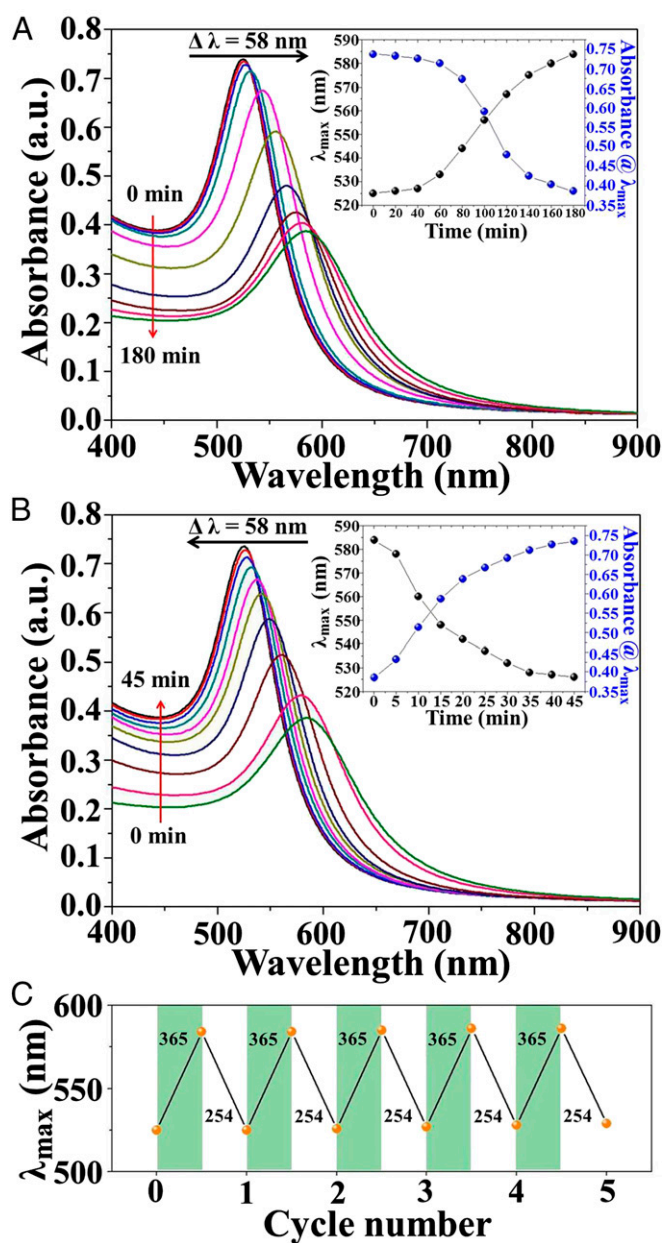 A
Δ λ = 58 nm
0 min
180 min
Absorbance (a.u.)
0.8
0.7
0.6
0.5
0.4
0.3
0.2
0.1
0.0
400 500 600 700 800 900
Wavelength (nm)
λmax (nm)
590
580
570
560
550
540
530
520
0 20 40 60 80 100 120 140 160 180
Time (min)
0.75
0.70
0.65
0.60
0.55
0.50
0.45
0.40
0.35
Absorbance @ λmax
B
Δ λ = 58 nm
45 min
0 min
Absorbance (a.u.)
0.8
0.7
0.6
0.5
0.4
0.3
0.2
0.1
0.0
400 500 600 700 800 900
Wavelength (nm)
λmax (nm)
590
580
570
560
550
540
530
520
0 5 10 15 20 25 30 35 40 45
Time (min)
0.75
0.70
0.65
0.60
0.55
0.50
0.45
0.40
0.35
Absorbance @ λmax
C
λmax (nm)
600
550
500
365 365 365 365 365
254 254 254 254 254
0 1 2 3 4 5
Cycle number